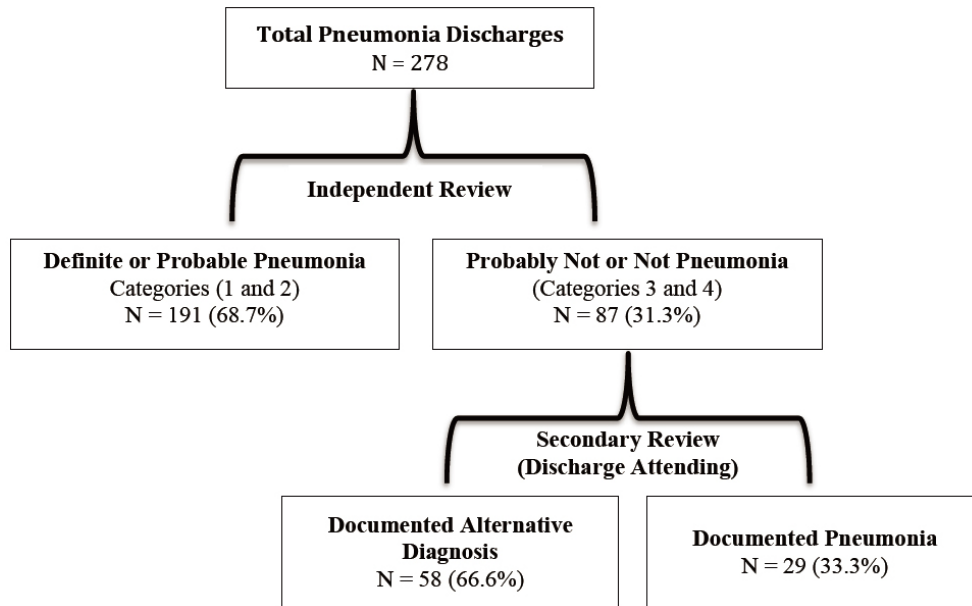 Total Pneumonia Discharges
N = 278
Independent Review
Definite or Probable Pneumonia
Categories (1 and 2)
N = 191 (68.7%)
Probably Not or Not Pneumonia
(Categories 3 and 4)
N = 87 (31.3%)
Secondary Review
(Discharge Attending)
Documented Alternative
Diagnosis
N = 58 (66.6%)
Documented Pneumonia
N = 29 (33.3%)